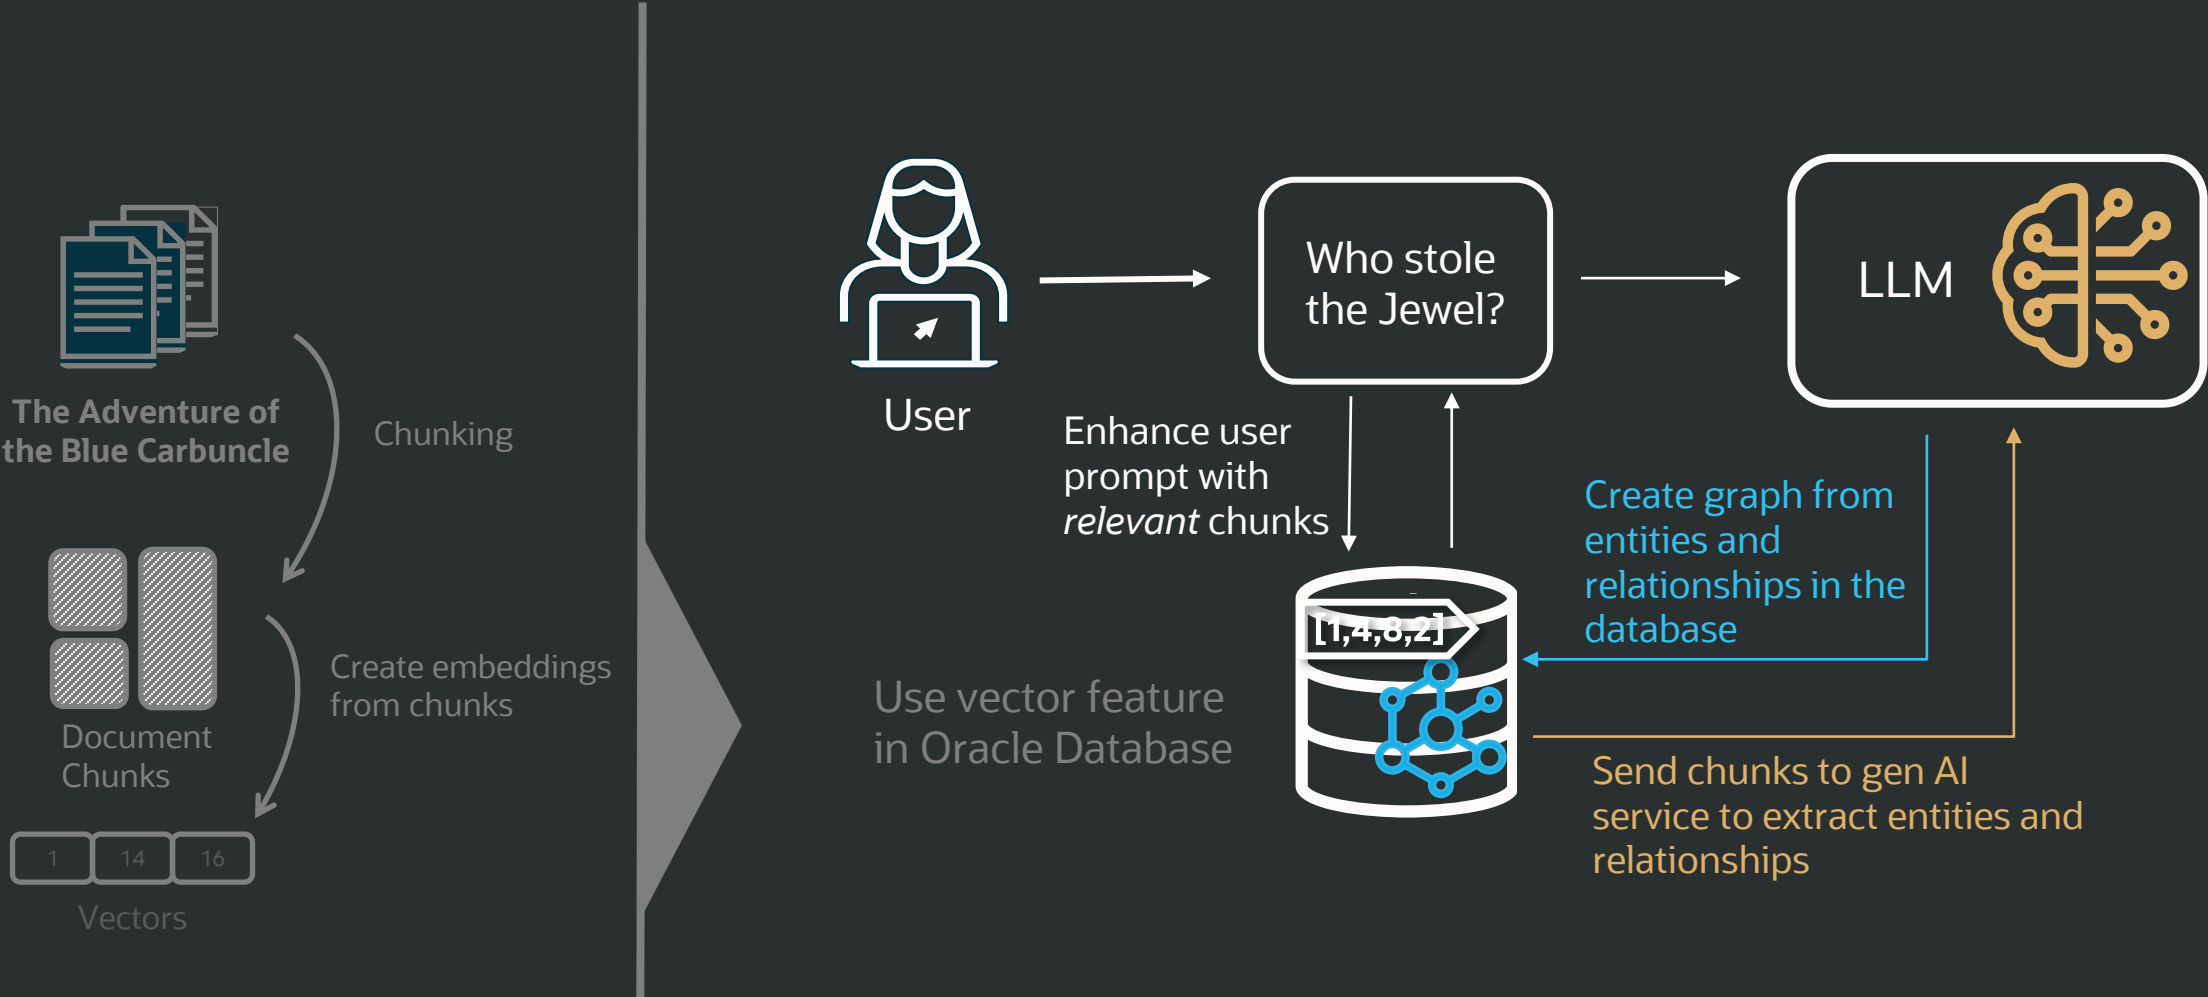 The Adventure of
the Blue Carbuncle
Chunking
Document
Chunks
Create embeddings
from chunks
1 14 16
Vectors
User
Who stole
the Jewel?
LLM
Enhance user
prompt with
relevant chunks
Use vector feature
in Oracle Database
[1,4,8,2]
Create graph from
entities and
relationships in the
database
Send chunks to gen AI
service to extract entities and
relationships